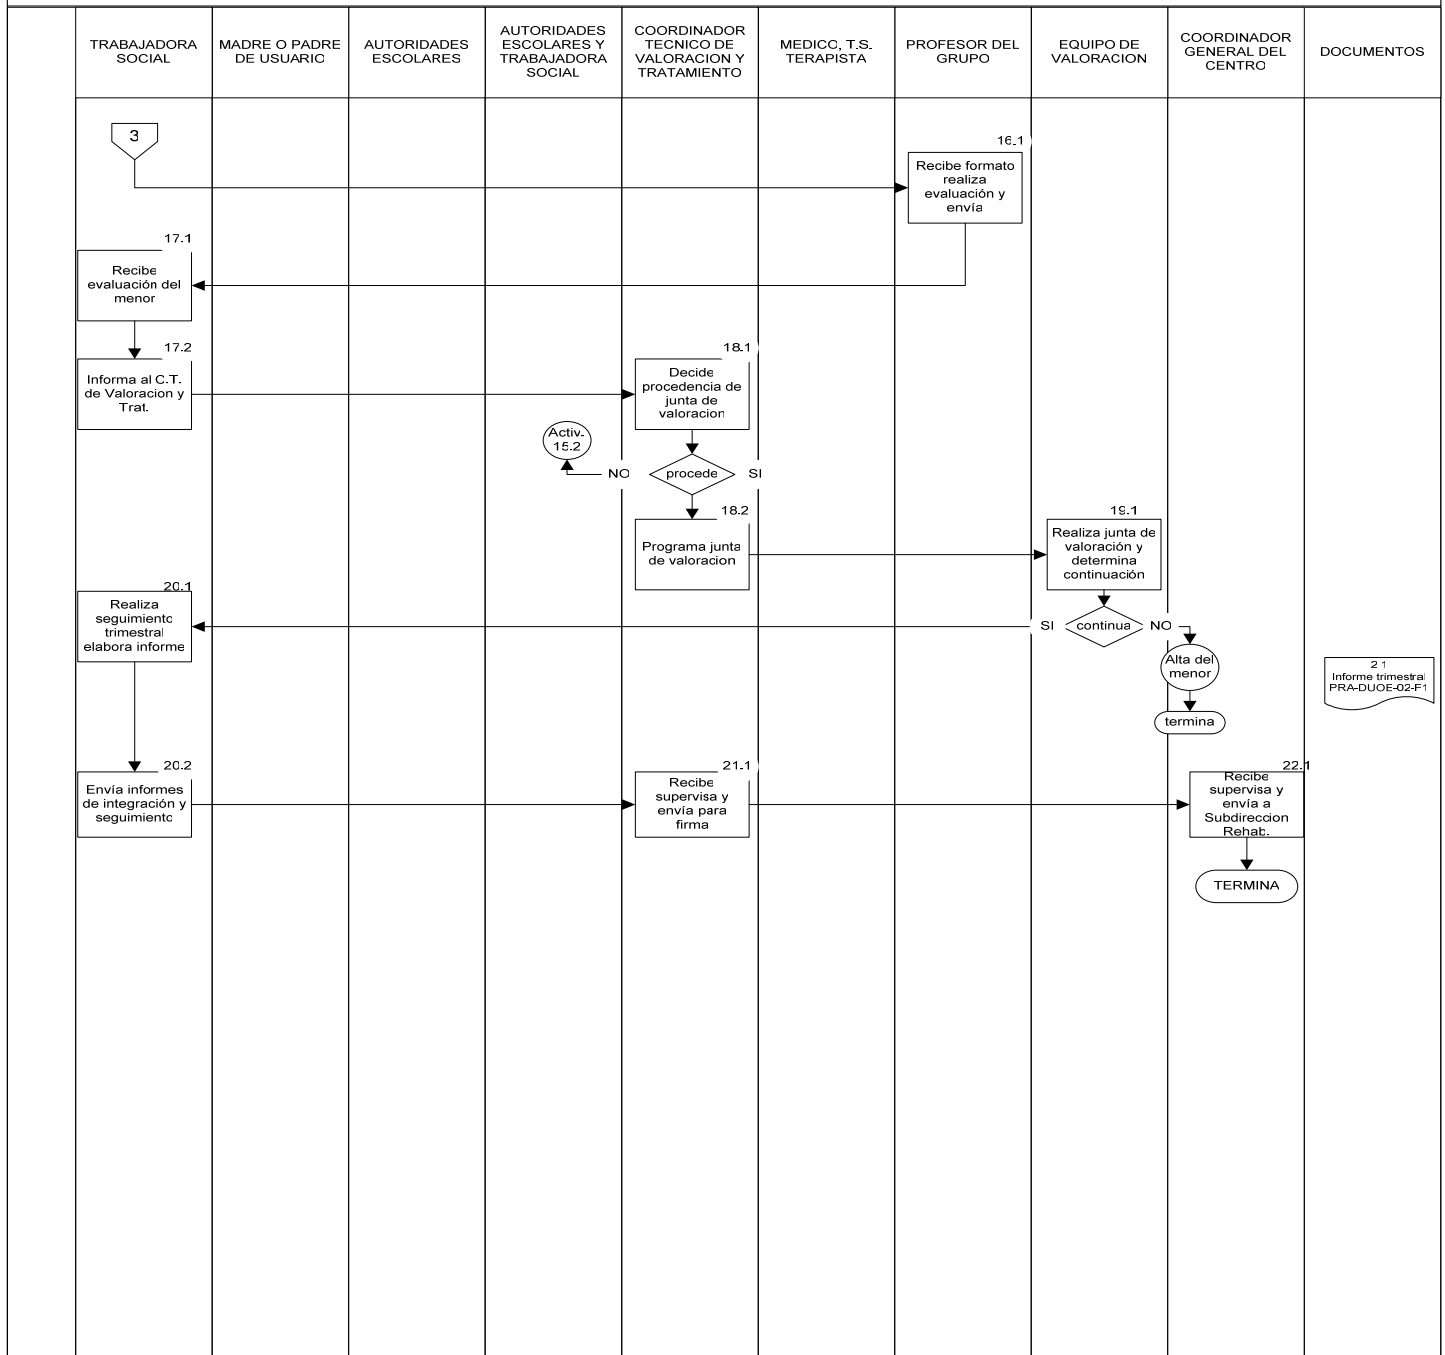 TRABAJADORA
SOCIAL
MADRE O PADRE
DE USUARIO
AUTORIDADES
ESCOLARES
AUTORIDADES
ESCOLARES Y
TRABAJADORA
SOCIAL
COORDINADOR
TECNICO DE
VALORACION Y
TRATAMIENTO
MEDICO, T.S.
TERAPISTA
PROFESOR DEL
GRUPO
EQUIPO DE
VALORACION
COORDINADOR
GENERAL DEL
CENTRO
DOCUMENTOS
3
16.1
Recibe formato
realiza
evaluación y
envía
17.1
Recibe
evaluación del
menor
17.2
Informa al C.T.
de Valoracion y
Trat.
18.1
Decide
procedencia de
junta de
valoracion
Activ.
15.2
NO
procede
SI
18.2
Programa junta
de valoracion
19.1
Realiza junta de
valoración y
determina
continuación
20.1
Realiza
seguimiento
trimestral
elabora informe
SI
continua
NO
Alta del
menor
termina
2 1
Informe trimestral
PRA-DUOE-02-F1
20.2
Envía informes
de integración y
seguimiento
21.1
Recibe
supervisa y
envía para
firma
22.1
Recibe
supervisa y
envía a
Subdireccion
Rehab.
TERMINA